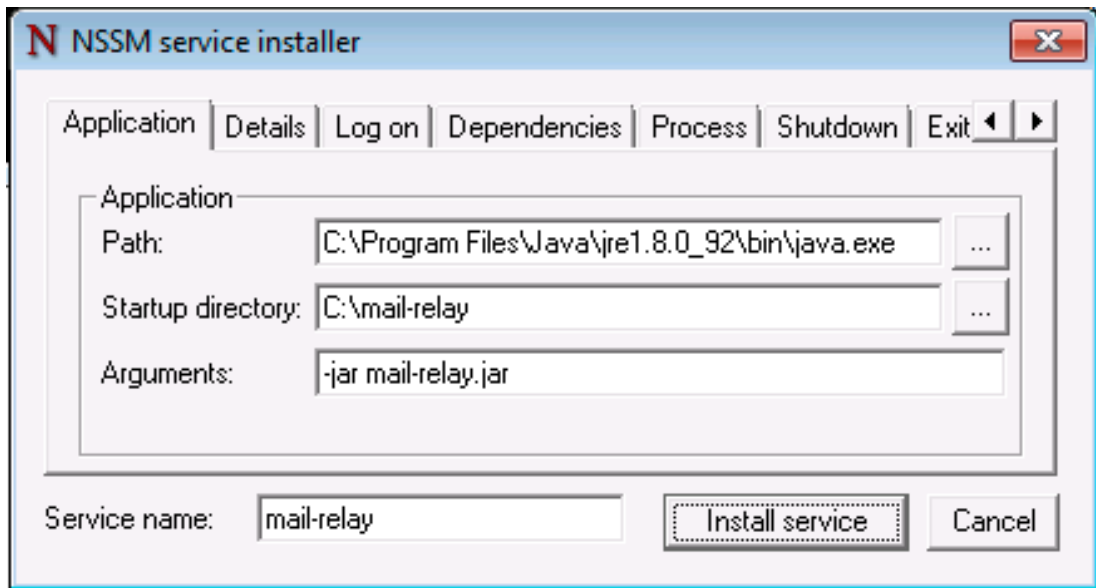 N NSSM service installer
Application Details Log on Dependencies Process Shutdown Exit
Application
Path: C:\Program Files\Java\jre1.8.0_92\bin\java.exe ...
Startup directory: C:\mail-relay ...
Arguments: -jar mail-relay.jar
Service name: mail-relay Install service Cancel